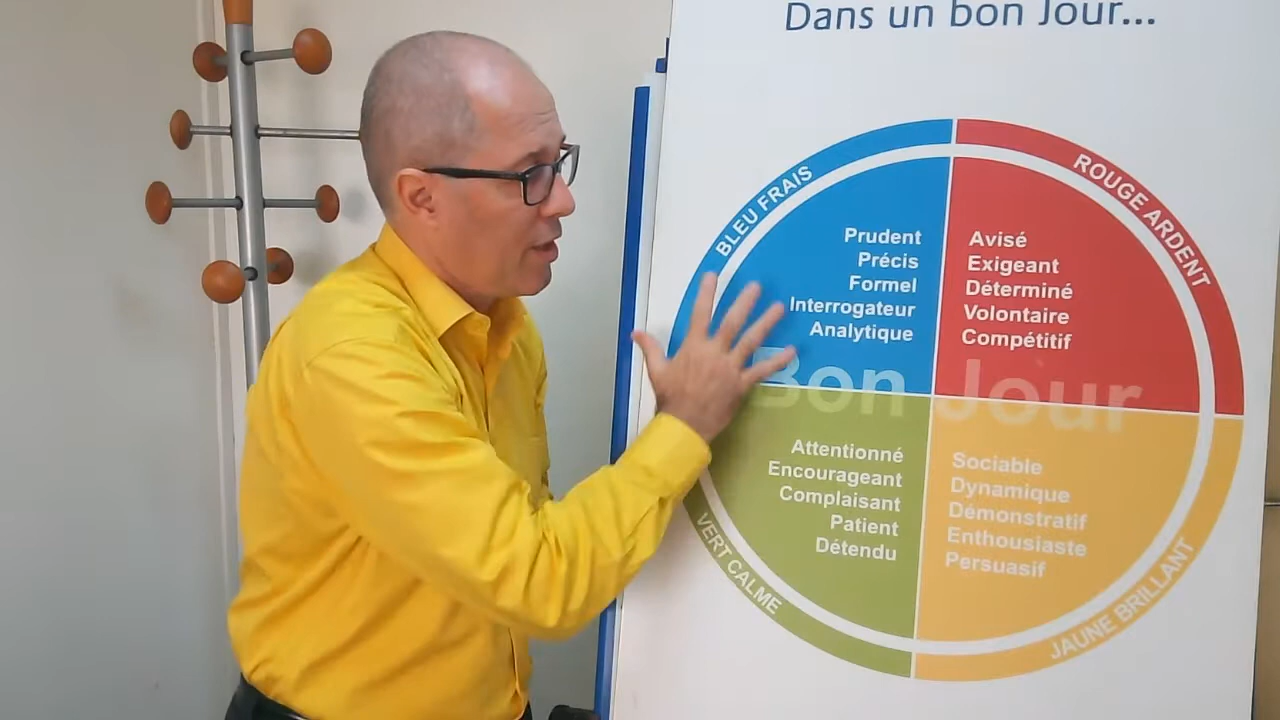 Dans un bon Jour...
BLEU FRAIS
Prudent
Précis
Formel
Interrogateur
Analytique
ROUGE ARDENT
Avisé
Exigeant
Déterminé
Volontaire
Compétitif
Bon Jour
Attentionné
Encourageant
Complaisant
Patient
Détendu
VERT CALME
Sociable
Dynamique
Démonstratif
Enthousiaste
Persuasif
JAUNE BRILLANT